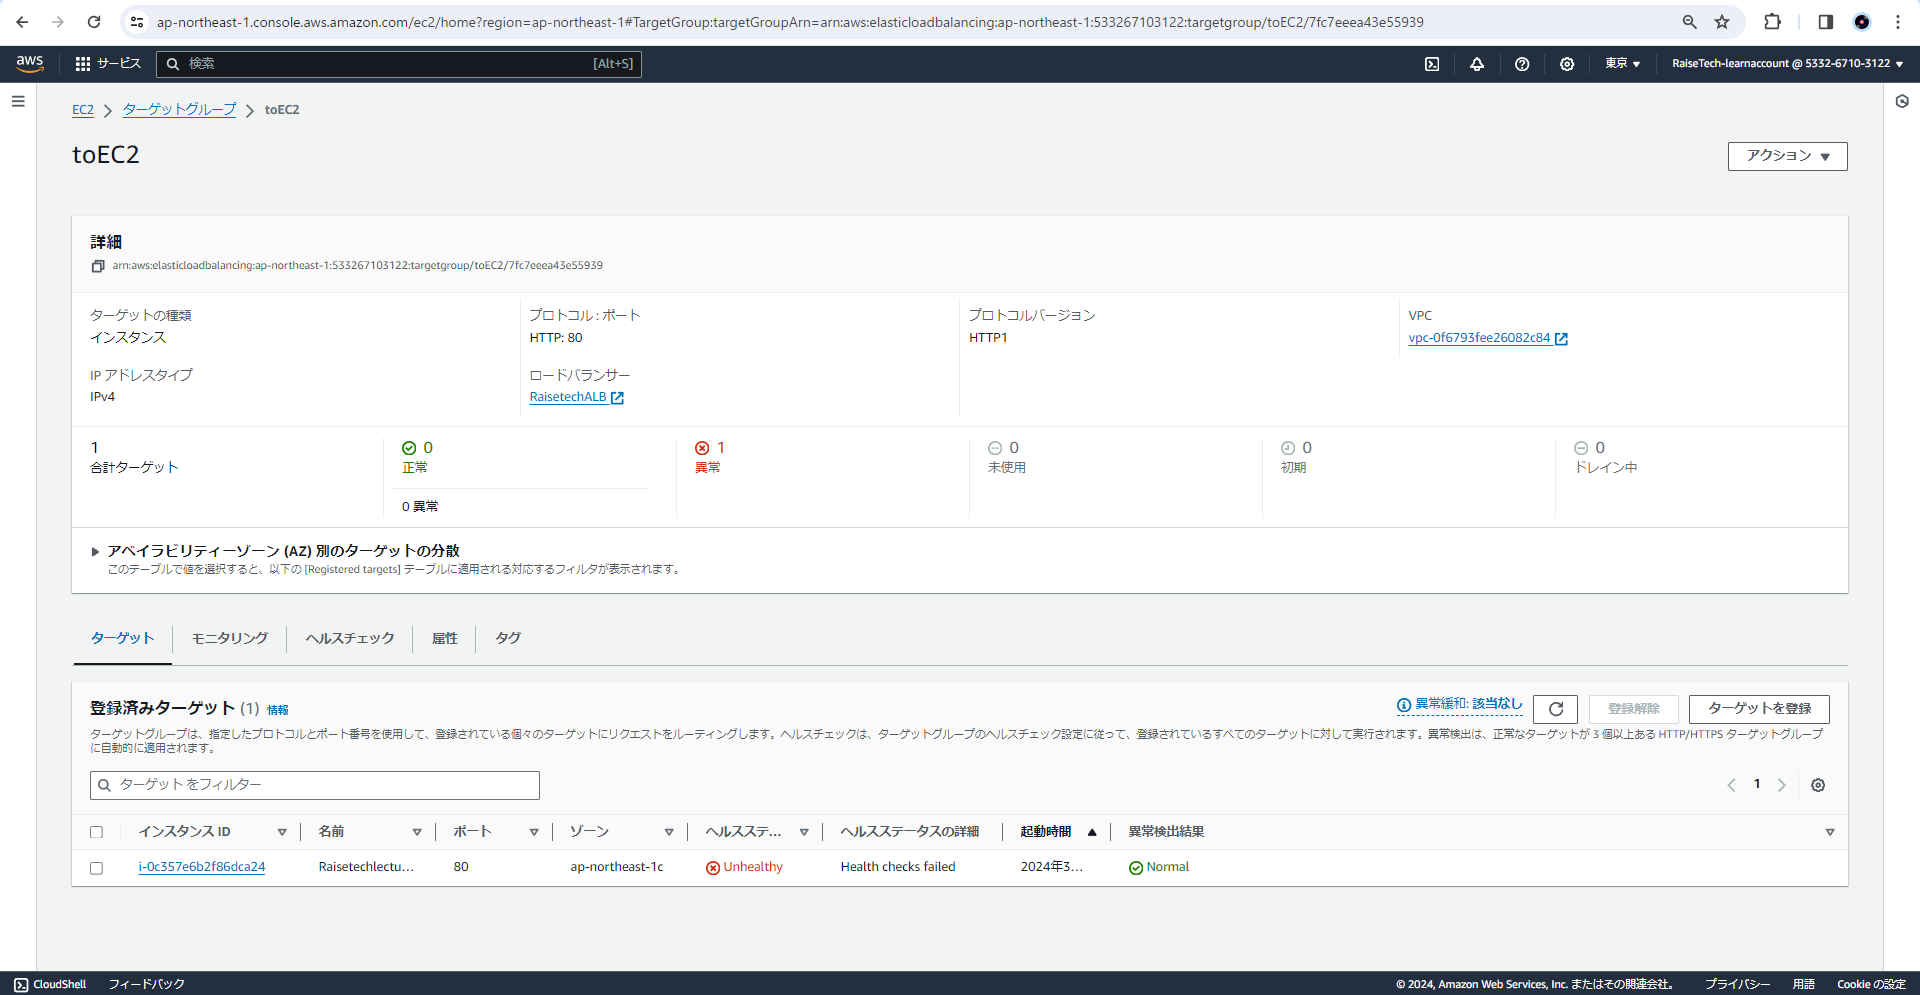 ap-northeast-1.console.aws.amazon.com/ec2/home?region=ap-northeast-1#TargetGroup:targetGroupArn=arn:aws:elasticloadbalancing:ap-northeast-1:533267103122:targetgroup/toEC2/7fc7eeea43e55939
aws サービス 検索 [Alt+S] 東京 RaiseTech-learnaccount @ 5332-6710-3122
EC2 ターゲットグループ toEC2
toEC2
アクション
詳細
arn:aws:elasticloadbalancing:ap-northeast-1:533267103122:targetgroup/toEC2/7fc7eeea43e55939
ターゲットの種類 プロトコル : ポート プロトコルバージョン VPC
インスタンス HTTP: 80 HTTP1 vpc-0f6793fee26082c84
IP アドレスタイプ ロードバランサー
IPv4 RaisetechALB
1 0 1 0 0 0
合計ターゲット 正常 異常 未使用 初期 ドレイン中
0 異常
アベイラビリティーゾーン (AZ) 別のターゲットの分散
このテーブルで値を選択すると、以下の [Registered targets] テーブルに適用される対応するフィルタが表示されます。
ターゲット モニタリング ヘルスチェック 属性 タグ
登録済みターゲット (1) 情報 異常緩和: 該当なし 登録解除 ターゲットを登録
ターゲットグループは、指定したプロトコルとポート番号を使用して、登録されている個々のターゲットにリクエストをルーティングします。ヘルスチェックは、ターゲットグループのヘルスチェック設定に従って、登録されているすべてのターゲットに対して実行されます。異常検出は、正常なターゲットが 3 個以上ある HTTP/HTTPS ターゲットグループ
に自動的に適用されます。
ターゲット をフィルター 1
インスタンス ID 名前 ポート ゾーン ヘルスステ... ヘルスステータスの詳細 起動時間 異常検出結果
i-0c357e6b2f86dca24 Raisetechlectu... 80 ap-northeast-1c Unhealthy Health checks failed 2024年3... Normal
CloudShell フィードバック © 2024, Amazon Web Services, Inc. またはその関連会社。 プライバシー 用語 Cookie の設定